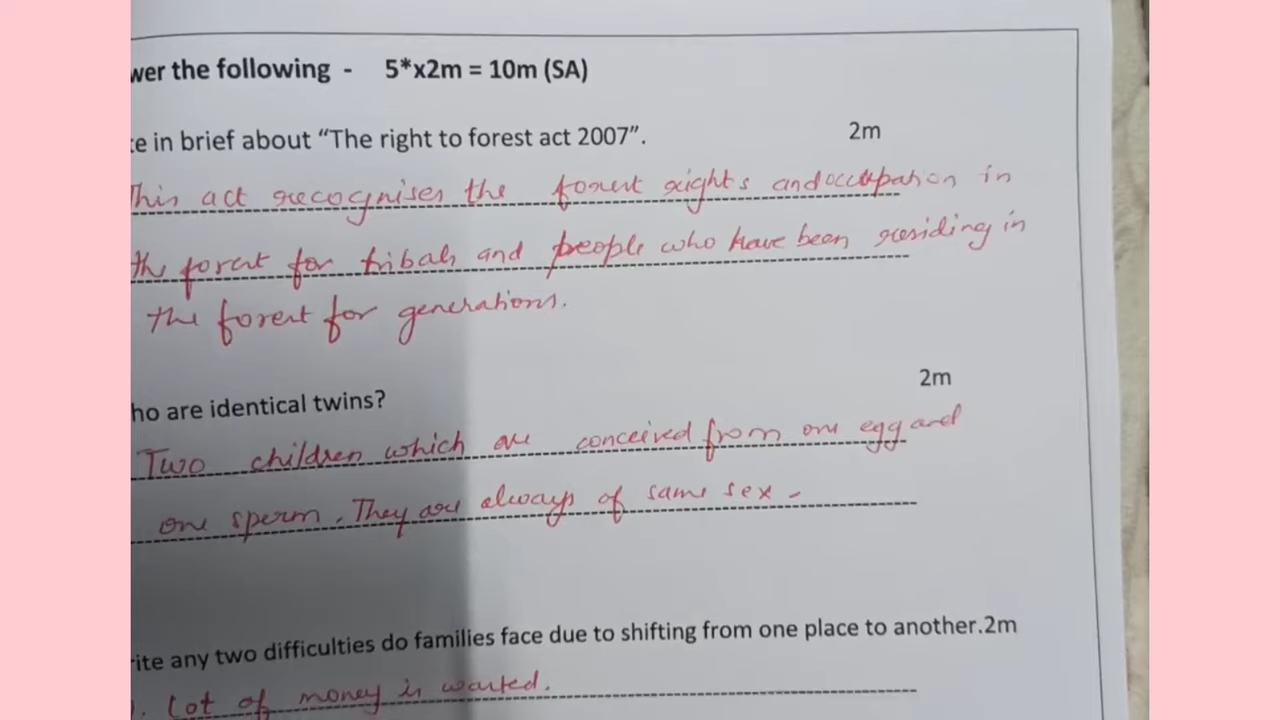 wer the following - 5*x2m = 10m (SA)
te in brief about “The right to forest act 2007”. 2m
This act recognises the forest rights and occupation in
the forest for tribals and people who have been residing in
the forest for generations.
ho are identical twins? 2m
Two children which are conceived from one egg and
one sperm. They are always of same sex.
rite any two difficulties do families face due to shifting from one place to another.2m
). Lot of money is wasted.